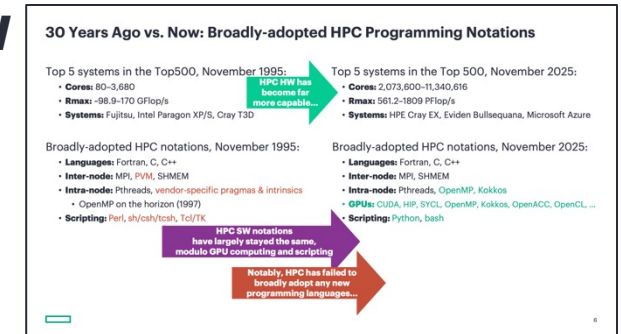 30 Years Ago vs. Now: Broadly-adopted HPC Programming Notations
Top 5 systems in the Top500, November 1995:
• Cores: 80–3,680
• Rmax: ~98.9–170 GFlop/s
• Systems: Fujitsu, Intel Paragon XP/S, Cray T3D
HPC HW has
become far
more capable...
Top 5 systems in the Top 500, November 2025:
• Cores: 2,073,600–11,340,616
• Rmax: 561.2–1809 PFlop/s
• Systems: HPE Cray EX, Eviden Bullsequana, Microsoft Azure
Broadly-adopted HPC notations, November 1995:
• Languages: Fortran, C, C++
• Inter-node: MPI, PVM, SHMEM
• Intra-node: Pthreads, vendor-specific pragmas & intrinsics
• OpenMP on the horizon (1997)
• Scripting: Perl, sh/csh/tcsh, Tcl/TK
Broadly-adopted HPC notations, November 2025:
• Languages: Fortran, C, C++
• Inter-node: MPI, SHMEM
• Intra-node: Pthreads, OpenMP, Kokkos
• GPUs: CUDA, HIP, SYCL, OpenMP, Kokkos, OpenACC, OpenCL, ...
• Scripting: Python, bash
HPC SW notations
have largely stayed the same,
modulo GPU computing and scripting
Notably, HPC has failed to
broadly adopt any new
programming languages...
6